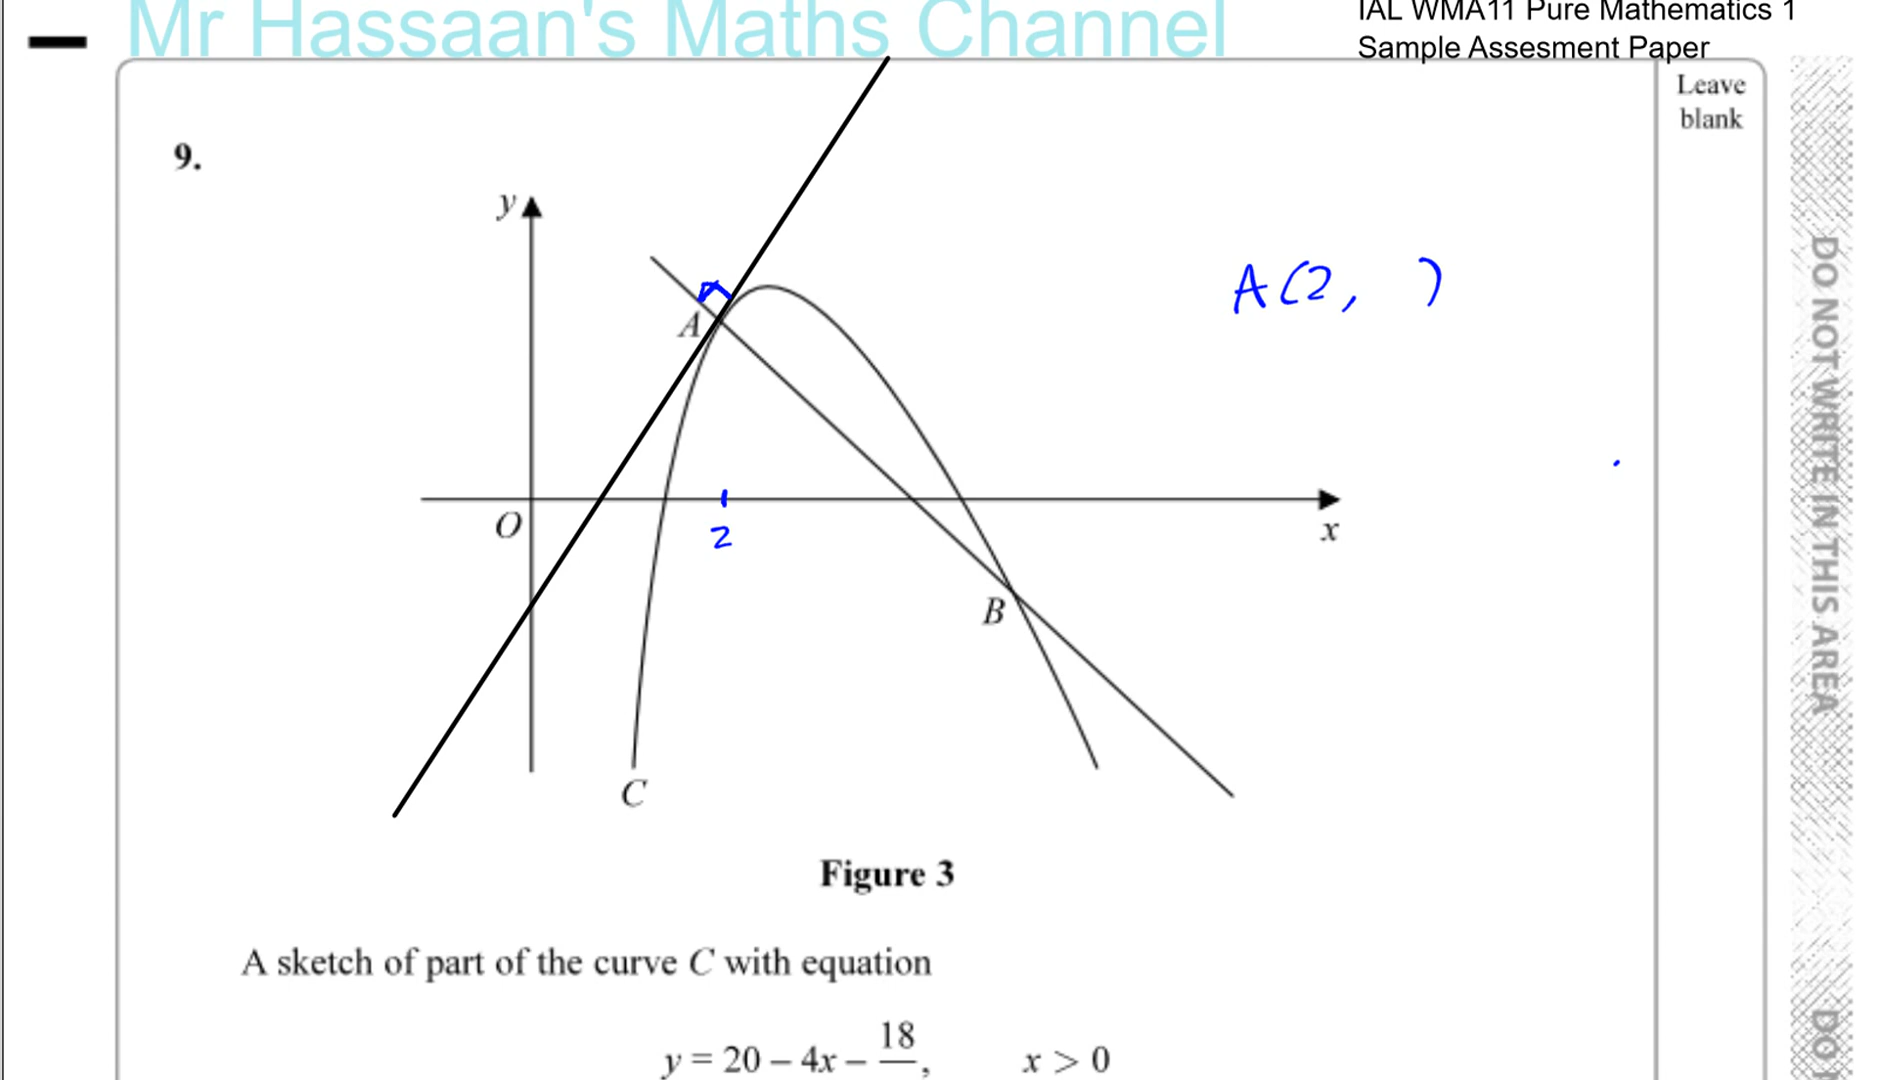 Mr Hassaan's Maths Channel
IAL WMA11 Pure Mathematics 1
Sample Assesment Paper
Leave
blank
9.
y
A(2, )
A
O
2
x
B
C
Figure 3
A sketch of part of the curve C with equation
y = 20 – 4x – 18, x > 0
DO NOT WRITE IN THIS AREA
DO